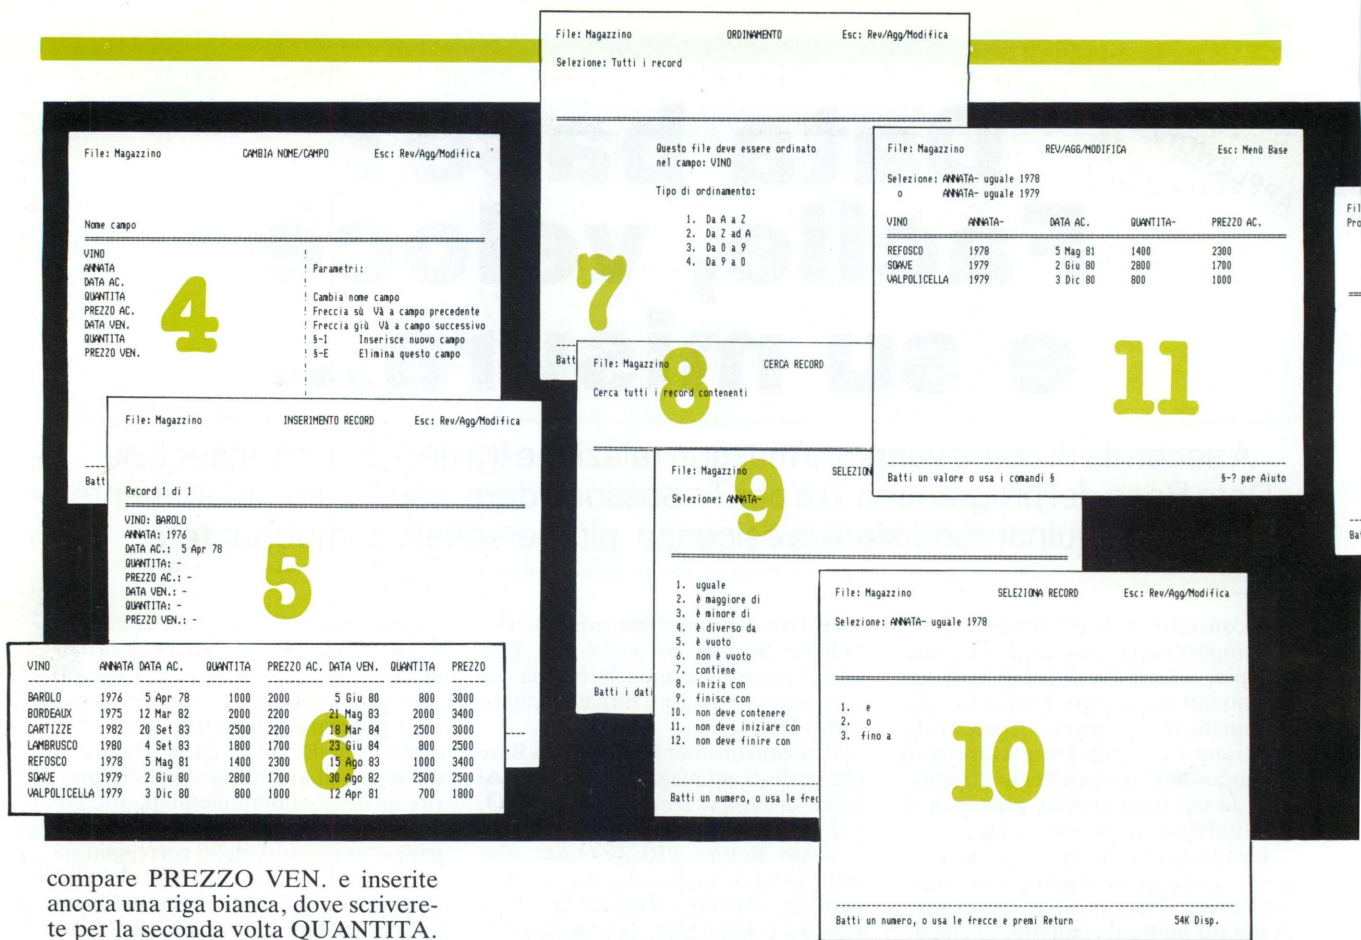 File: Magazzino CAMBIA NOME/CAMPO Esc: Rev/Agg/Modifica
Nome campo
VINO
ANNATA
DATA AC.
QUANTITA
PREZZO AC.
DATA VEN.
QUANTITA
PREZZO VEN.
! Parametri:
! Cambia nome campo
! Freccia sù Và a campo precedente
! Freccia giù Và a campo successivo
! §-I Inserisce nuovo campo
! §-E Elimina questo campo
Batt
4
File: Magazzino INSERIMENTO RECORD Esc: Rev/Agg/Modifica
Record 1 di 1
VINO: BAROLO
ANNATA: 1976
DATA AC.: 5 Apr 78
QUANTITA: -
PREZZO AC.: -
DATA VEN.: -
QUANTITA: -
PREZZO VEN.: -
5
VINO ANNATA DATA AC. QUANTITA PREZZO AC. DATA VEN. QUANTITA PREZZO
BAROLO 1976 5 Apr 78 1000 2000 5 Giu 80 800 3000
BORDEAUX 1975 12 Mar 82 2000 2200 21 Mag 83 2000 3400
CARTIZZE 1982 20 Set 83 2500 2200 18 Mar 84 2500 3000
LAMBRUSCO 1980 4 Set 83 1800 1700 23 Giu 84 800 2500
REFOSCO 1978 5 Mag 81 1400 2300 15 Ago 83 1000 3400
SOAVE 1979 2 Giu 80 2800 1700 30 Ago 82 2500 2500
VALPOLICELLA 1979 3 Dic 80 800 1000 12 Apr 81 700 1800
6
compare PREZZO VEN. e inserite
ancora una riga bianca, dove scrivere-
te per la seconda volta QUANTITA.
File: Magazzino ORDINAMENTO Esc: Rev/Agg/Modifica
Selezione: Tutti i record
Questo file deve essere ordinato
nel campo: VINO
Tipo di ordinamento:
1. Da A a Z
2. Da Z ad A
3. Da 0 a 9
4. Da 9 a 0
Batt
7
File: Magazzino CERCA RECORD
Cerca tutti i record contenenti
Batti i dati
8
File: Magazzino SELEZION
Selezione: ANNATA-
1. uguale
2. è maggiore di
3. è minore di
4. è diverso da
5. è vuoto
6. non è vuoto
7. contiene
8. inizia con
9. finisce con
10. non deve contenere
11. non deve iniziare con
12. non deve finire con
Batti un numero, o usa le frec
9
File: Magazzino SELEZIONA RECORD Esc: Rev/Agg/Modifica
Selezione: ANNATA- uguale 1978
1. e
2. o
3. fino a
Batti un numero, o usa le frecce e premi Return 54K Disp.
10
File: Magazzino REV/AGG/MODIFICA Esc: Menù Base
Selezione: ANNATA- uguale 1978
o ANNATA- uguale 1979
VINO ANNATA- DATA AC. QUANTITA- PREZZO AC.
REFOSCO 1978 5 Mag 81 1400 2300
SOAVE 1979 2 Giu 80 2800 1700
VALPOLICELLA 1979 3 Dic 80 800 1000
Batti un valore o usa i comandi § §-? per Aiuto
11
Fil
Pro
Bat